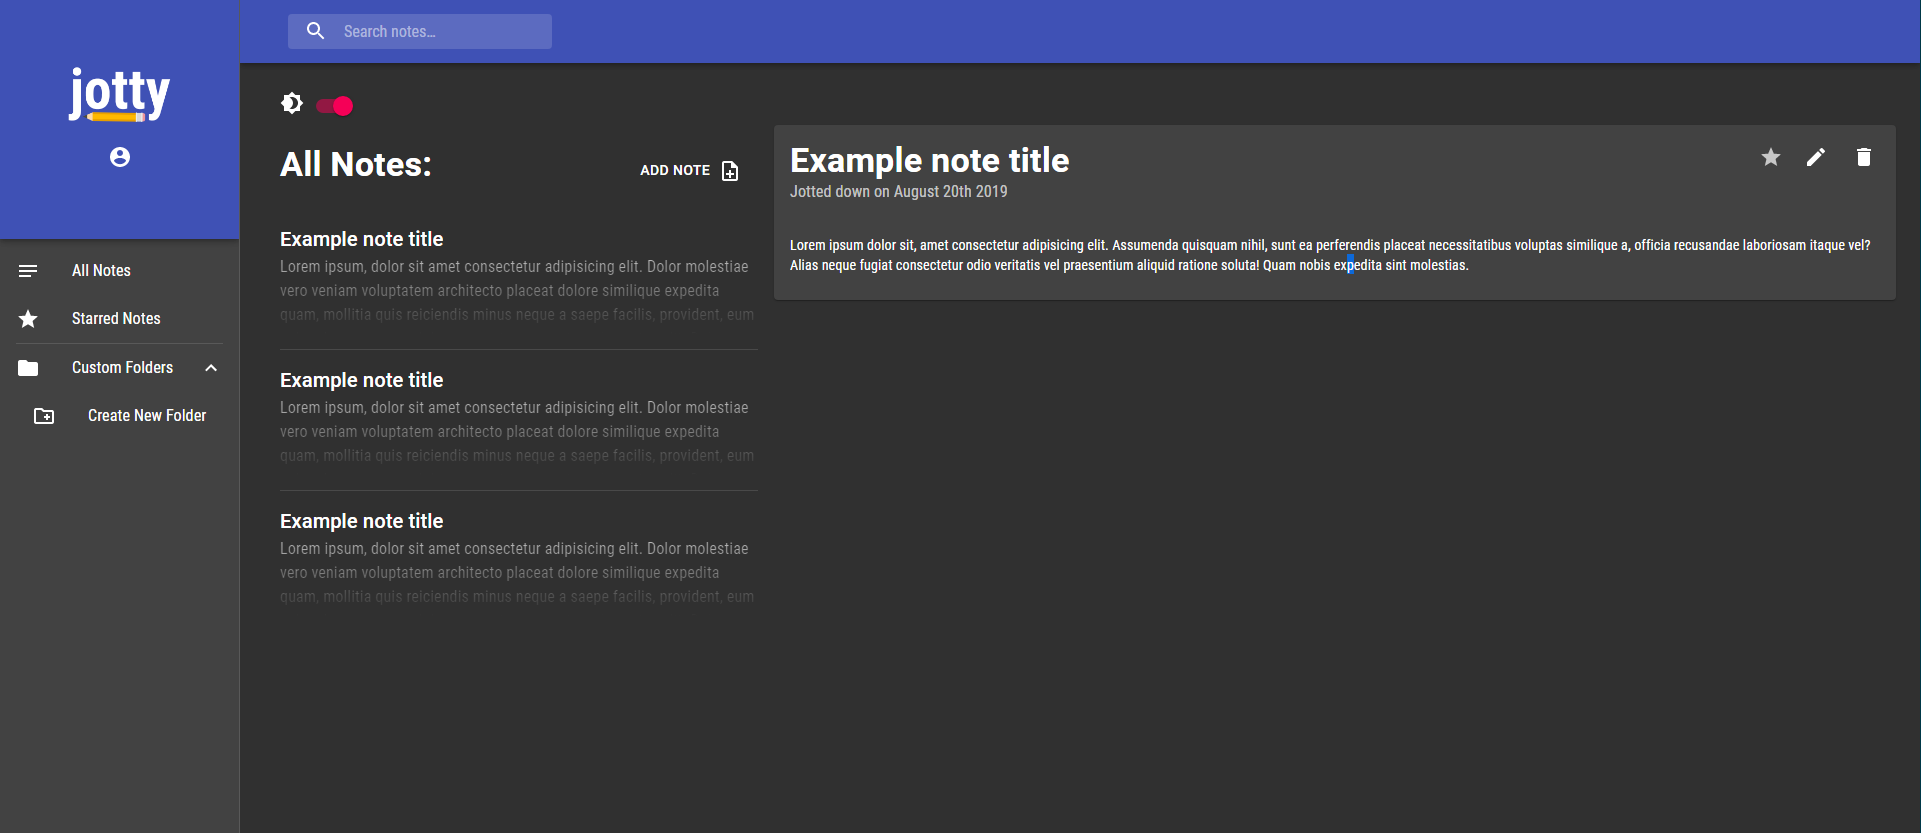 jotty
Search notes...
All Notes
Starred Notes
Custom Folders
Create New Folder
All Notes:
ADD NOTE
Example note title
Lorem ipsum, dolor sit amet consectetur adipisicing elit. Dolor molestiae
vero veniam voluptatem architecto placeat dolore similique expedita
quam, mollitia quis reiciendis minus neque a saepe facilis, provident, eum
Example note title
Lorem ipsum, dolor sit amet consectetur adipisicing elit. Dolor molestiae
vero veniam voluptatem architecto placeat dolore similique expedita
quam, mollitia quis reiciendis minus neque a saepe facilis, provident, eum
Example note title
Lorem ipsum, dolor sit amet consectetur adipisicing elit. Dolor molestiae
vero veniam voluptatem architecto placeat dolore similique expedita
quam, mollitia quis reiciendis minus neque a saepe facilis, provident, eum
Example note title
Jotted down on August 20th 2019
Lorem ipsum dolor sit, amet consectetur adipisicing elit. Assumenda quisquam nihil, sunt ea perferendis placeat necessitatibus voluptas similique a, officia recusandae laboriosam itaque vel?
Alias neque fugiat consectetur odio veritatis vel praesentium aliquid ratione soluta! Quam nobis expedita sint molestias.